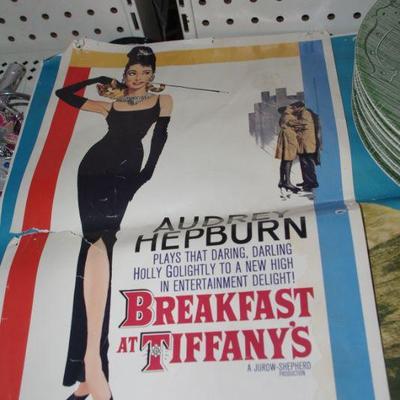 AUDREY
HEPBURN
PLAYS THAT DARING, DARLING
HOLLY GOLIGHTLY TO A NEW HIGH
IN ENTERTAINMENT DELIGHT!
BREAKFAST
AT TIFFANY'S
A JUROW-SHEPHERD
PRODUCTION